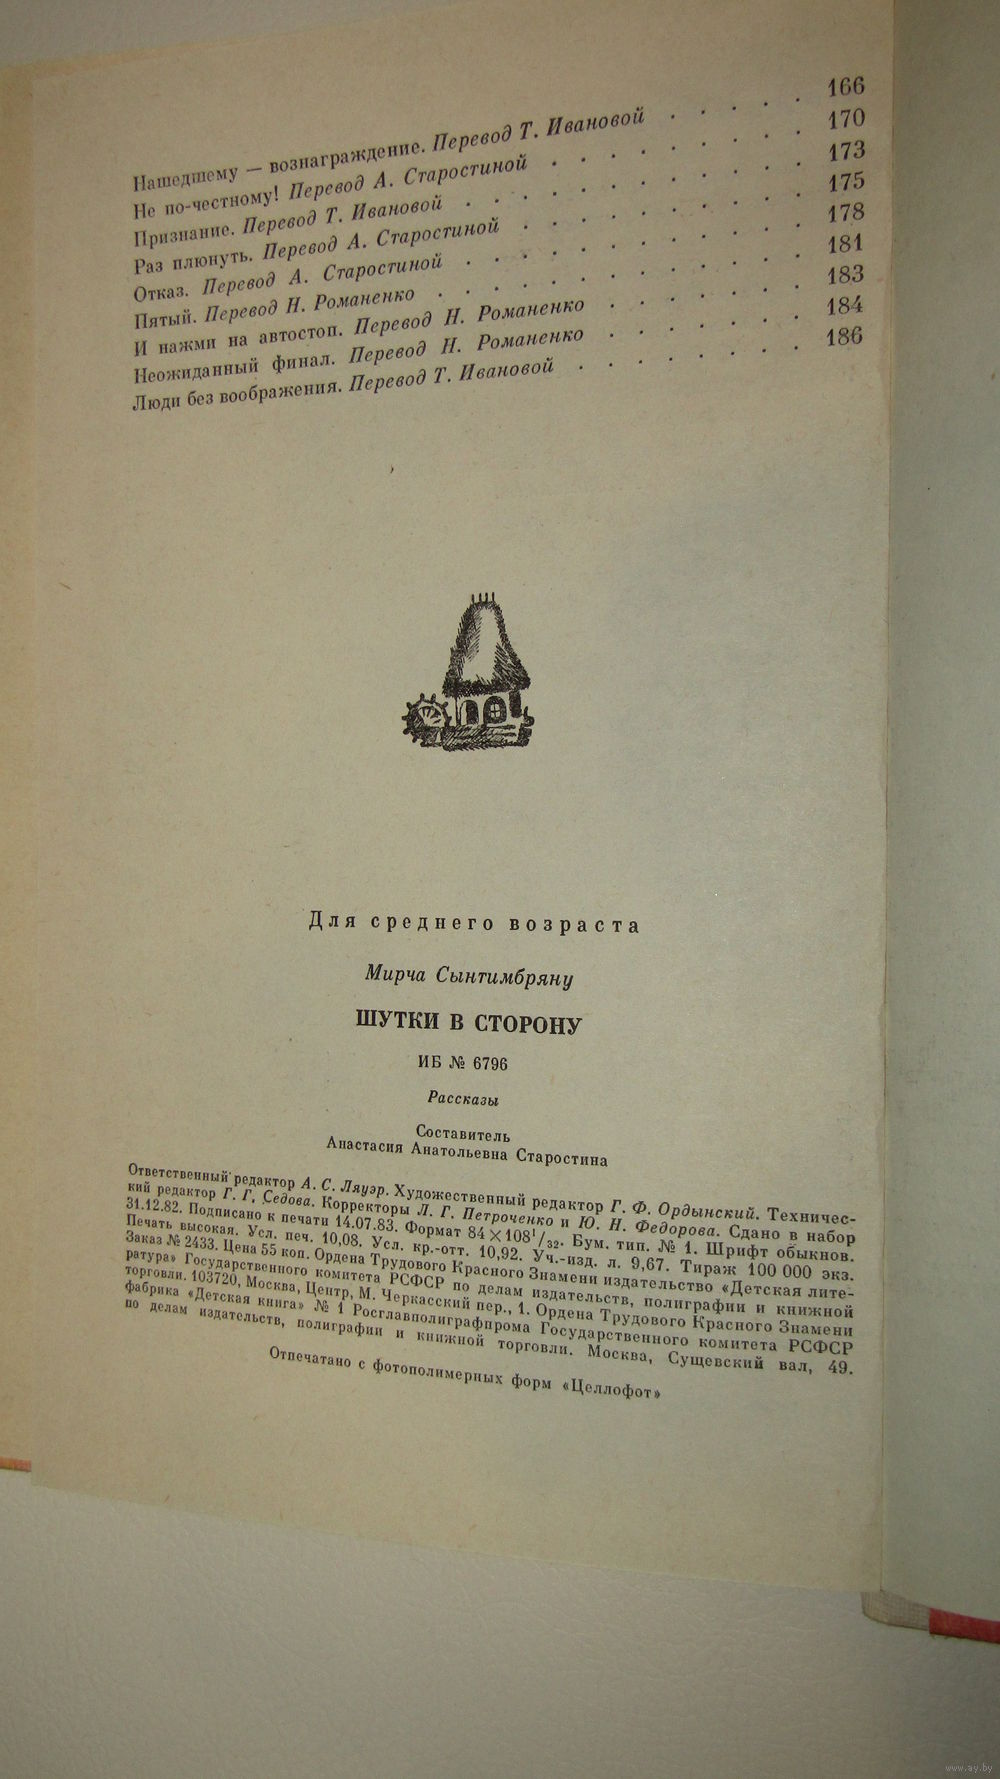 Нашедшему — вознаграждение. Перевод Т. Ивановой . . . . . 166
Не по-честному! Перевод А. Старостиной . . . . . . . 170
Признание. Перевод Т. Ивановой . . . . . . . . . 173
Раз плюнуть. Перевод А. Старостиной . . . . . . . . 175
Отказ. Перевод А. Старостиной . . . . . . . . . 178
Пятый. Перевод Н. Романенко . . . . . . . . . . 181
И нажми на автостоп. Перевод Н. Романенко . . . . . . 183
Неожиданный финал. Перевод Н. Романенко . . . . . . 184
Люди без воображения. Перевод Т. Ивановой . . . . . . 186
Для среднего возраста
Мирча Сынтимбряну
ШУТКИ В СТОРОНУ
ИБ № 6796
Рассказы
Составитель
Анастасия Анатольевна Старостина
Ответственный редактор А. С. Ляуэр. Художественный редактор Г. Ф. Ордынский. Техничес-
кий редактор Г. Г. Седова. Корректоры Л. Г. Петроченко и Ю. Н. Федорова. Сдано в набор
31.12.82. Подписано к печати 14.07.83. Формат 84×108¹/₃₂. Бум. тип. № 1. Шрифт обыкнов.
Печать высокая. Усл. печ. 10,08. Усл. кр.-отт. 10,92. Уч.-изд. л. 9,67. Тираж 100 000 экз.
Заказ № 2433. Цена 55 коп. Ордена Трудового Красного Знамени издательство «Детская лите-
ратура» Государственного комитета РСФСР по делам издательств, полиграфии и книжной
торговли. 103720, Москва, Центр, М. Черкасский пер., 1. Ордена Трудового Красного Знамени
фабрика «Детская книга» № 1 Росглавполиграфпрома Государственного комитета РСФСР
по делам издательств, полиграфии и книжной торговли. Москва, Сущевский вал, 49.
Отпечатано с фотополимерных форм «Целлофот»
www.ay.by